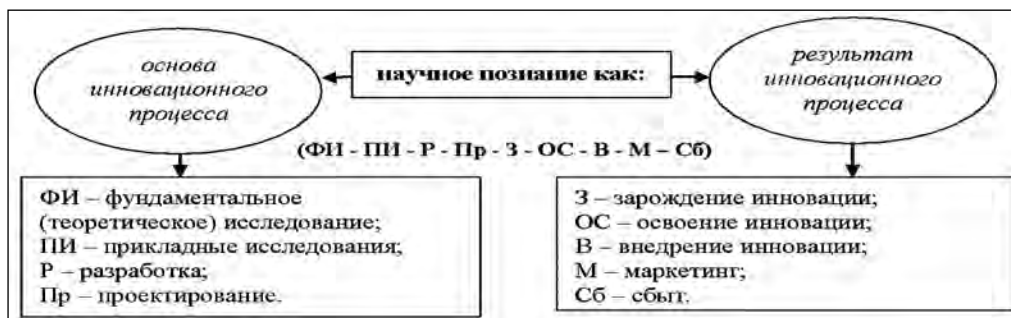 основа
инновационного
процесса
научное познание как:
результат
инновационного
процесса
(ФИ - ПИ - Р - Пр - З - ОС - В - М – Сб)
ФИ – фундаментальное
(теоретическое) исследование;
ПИ – прикладные исследования;
Р – разработка;
Пр – проектирование.
З – зарождение инновации;
ОС – освоение инновации;
В – внедрение инновации;
М – маркетинг;
Сб – сбыт.